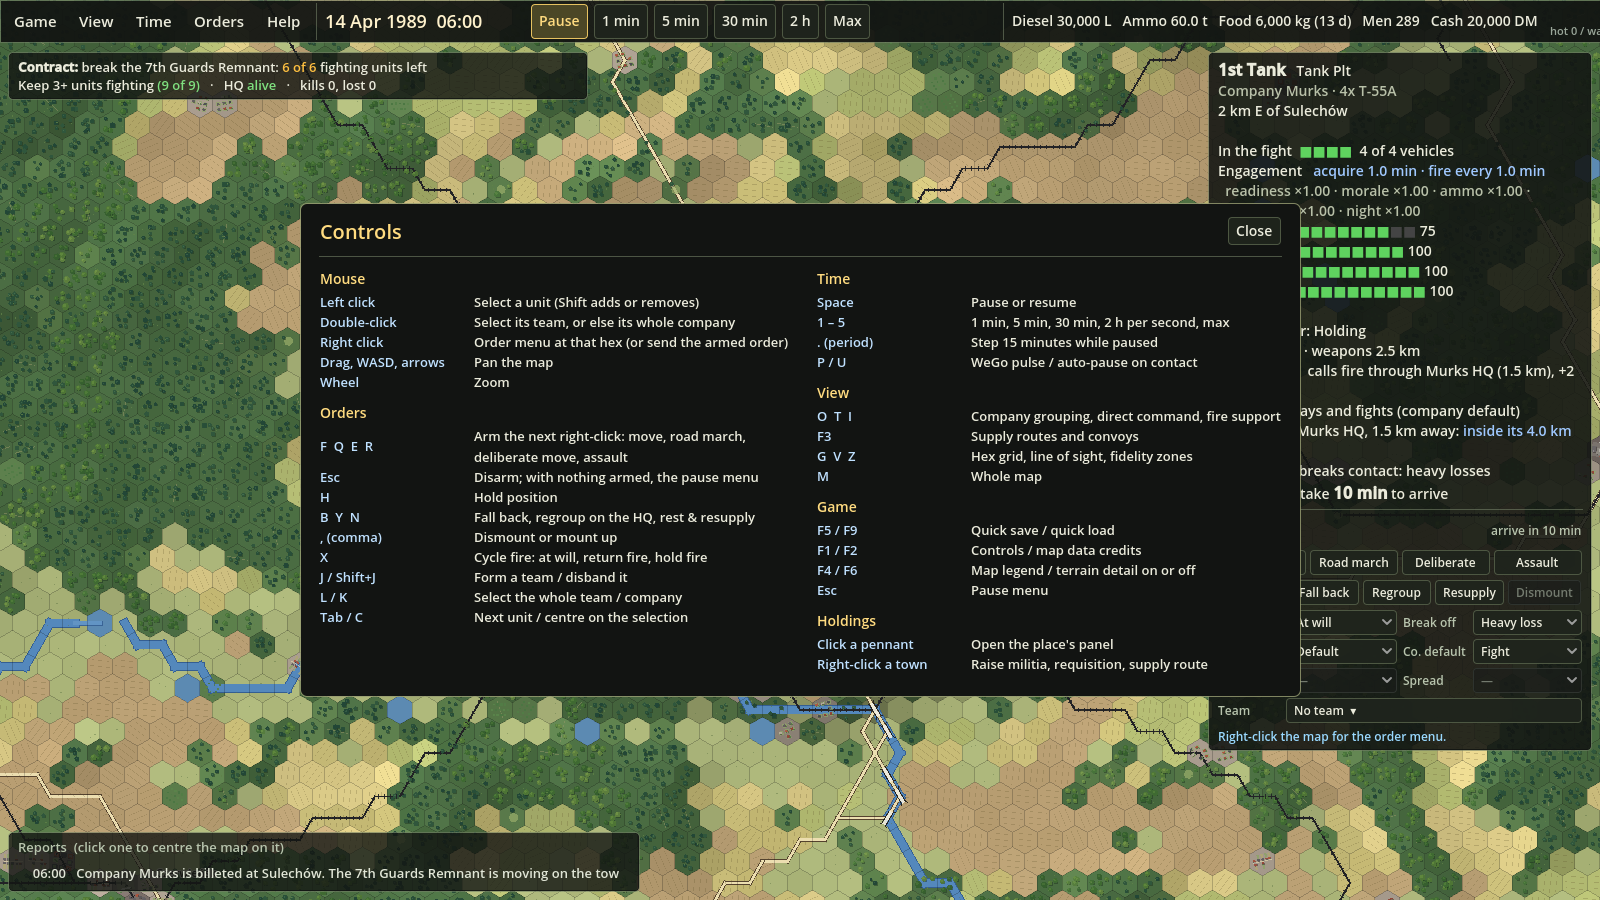 Game View Time Orders Help 14 Apr 1989 06:00 Pause 1 min 5 min 30 min 2 h Max Diesel 30,000 L Ammo 60.0 t Food 6,000 kg (13 d) Men 289 Cash 20,000 DM
hot 0 / wa
Contract: break the 7th Guards Remnant: 6 of 6 fighting units left
Keep 3+ units fighting (9 of 9) · HQ alive · kills 0, lost 0
1st Tank Tank Plt
Company Murks · 4x T-55A
2 km E of Sulechów
In the fight 4 of 4 vehicles
Engagement acquire 1.0 min · fire every 1.0 min
readiness ×1.00 · morale ×1.00 · ammo ×1.00 ·
×1.00 · night ×1.00
75
100
100
100
r: Holding
· weapons 2.5 km
calls fire through Murks HQ (1.5 km), +2
ays and fights (company default)
Murks HQ, 1.5 km away: inside its 4.0 km
breaks contact: heavy losses
take 10 min to arrive
arrive in 10 min
Road march Deliberate Assault
Fall back Regroup Resupply Dismount
At will Break off Heavy loss
Default Co. default Fight
— Spread —
Team No team ▾
Right-click the map for the order menu.
Controls
Close
Mouse
Left click Select a unit (Shift adds or removes)
Double-click Select its team, or else its whole company
Right click Order menu at that hex (or send the armed order)
Drag, WASD, arrows Pan the map
Wheel Zoom
Orders
F Q E R Arm the next right-click: move, road march,
deliberate move, assault
Esc Disarm; with nothing armed, the pause menu
H Hold position
B Y N Fall back, regroup on the HQ, rest & resupply
, (comma) Dismount or mount up
X Cycle fire: at will, return fire, hold fire
J / Shift+J Form a team / disband it
L / K Select the whole team / company
Tab / C Next unit / centre on the selection
Time
Space Pause or resume
1 – 5 1 min, 5 min, 30 min, 2 h per second, max
. (period) Step 15 minutes while paused
P / U WeGo pulse / auto-pause on contact
View
O T I Company grouping, direct command, fire support
F3 Supply routes and convoys
G V Z Hex grid, line of sight, fidelity zones
M Whole map
Game
F5 / F9 Quick save / quick load
F1 / F2 Controls / map data credits
F4 / F6 Map legend / terrain detail on or off
Esc Pause menu
Holdings
Click a pennant Open the place's panel
Right-click a town Raise militia, requisition, supply route
Reports (click one to centre the map on it)
06:00 Company Murks is billeted at Sulechów. The 7th Guards Remnant is moving on the tow